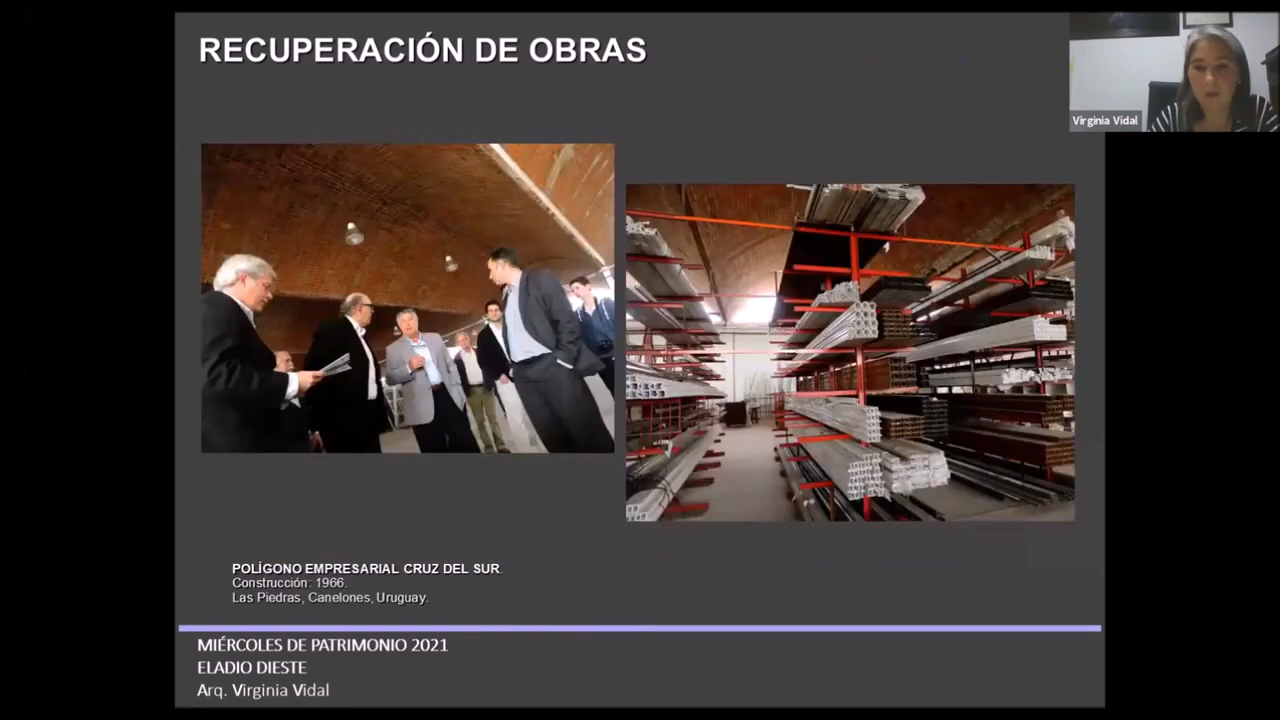 RECUPERACIÓN DE OBRAS
Virginia Vidal
POLÍGONO EMPRESARIAL CRUZ DEL SUR.
Construcción: 1966.
Las Piedras, Canelones, Uruguay.
MIÉRCOLES DE PATRIMONIO 2021
ELADIO DIESTE
Arq. Virginia Vidal